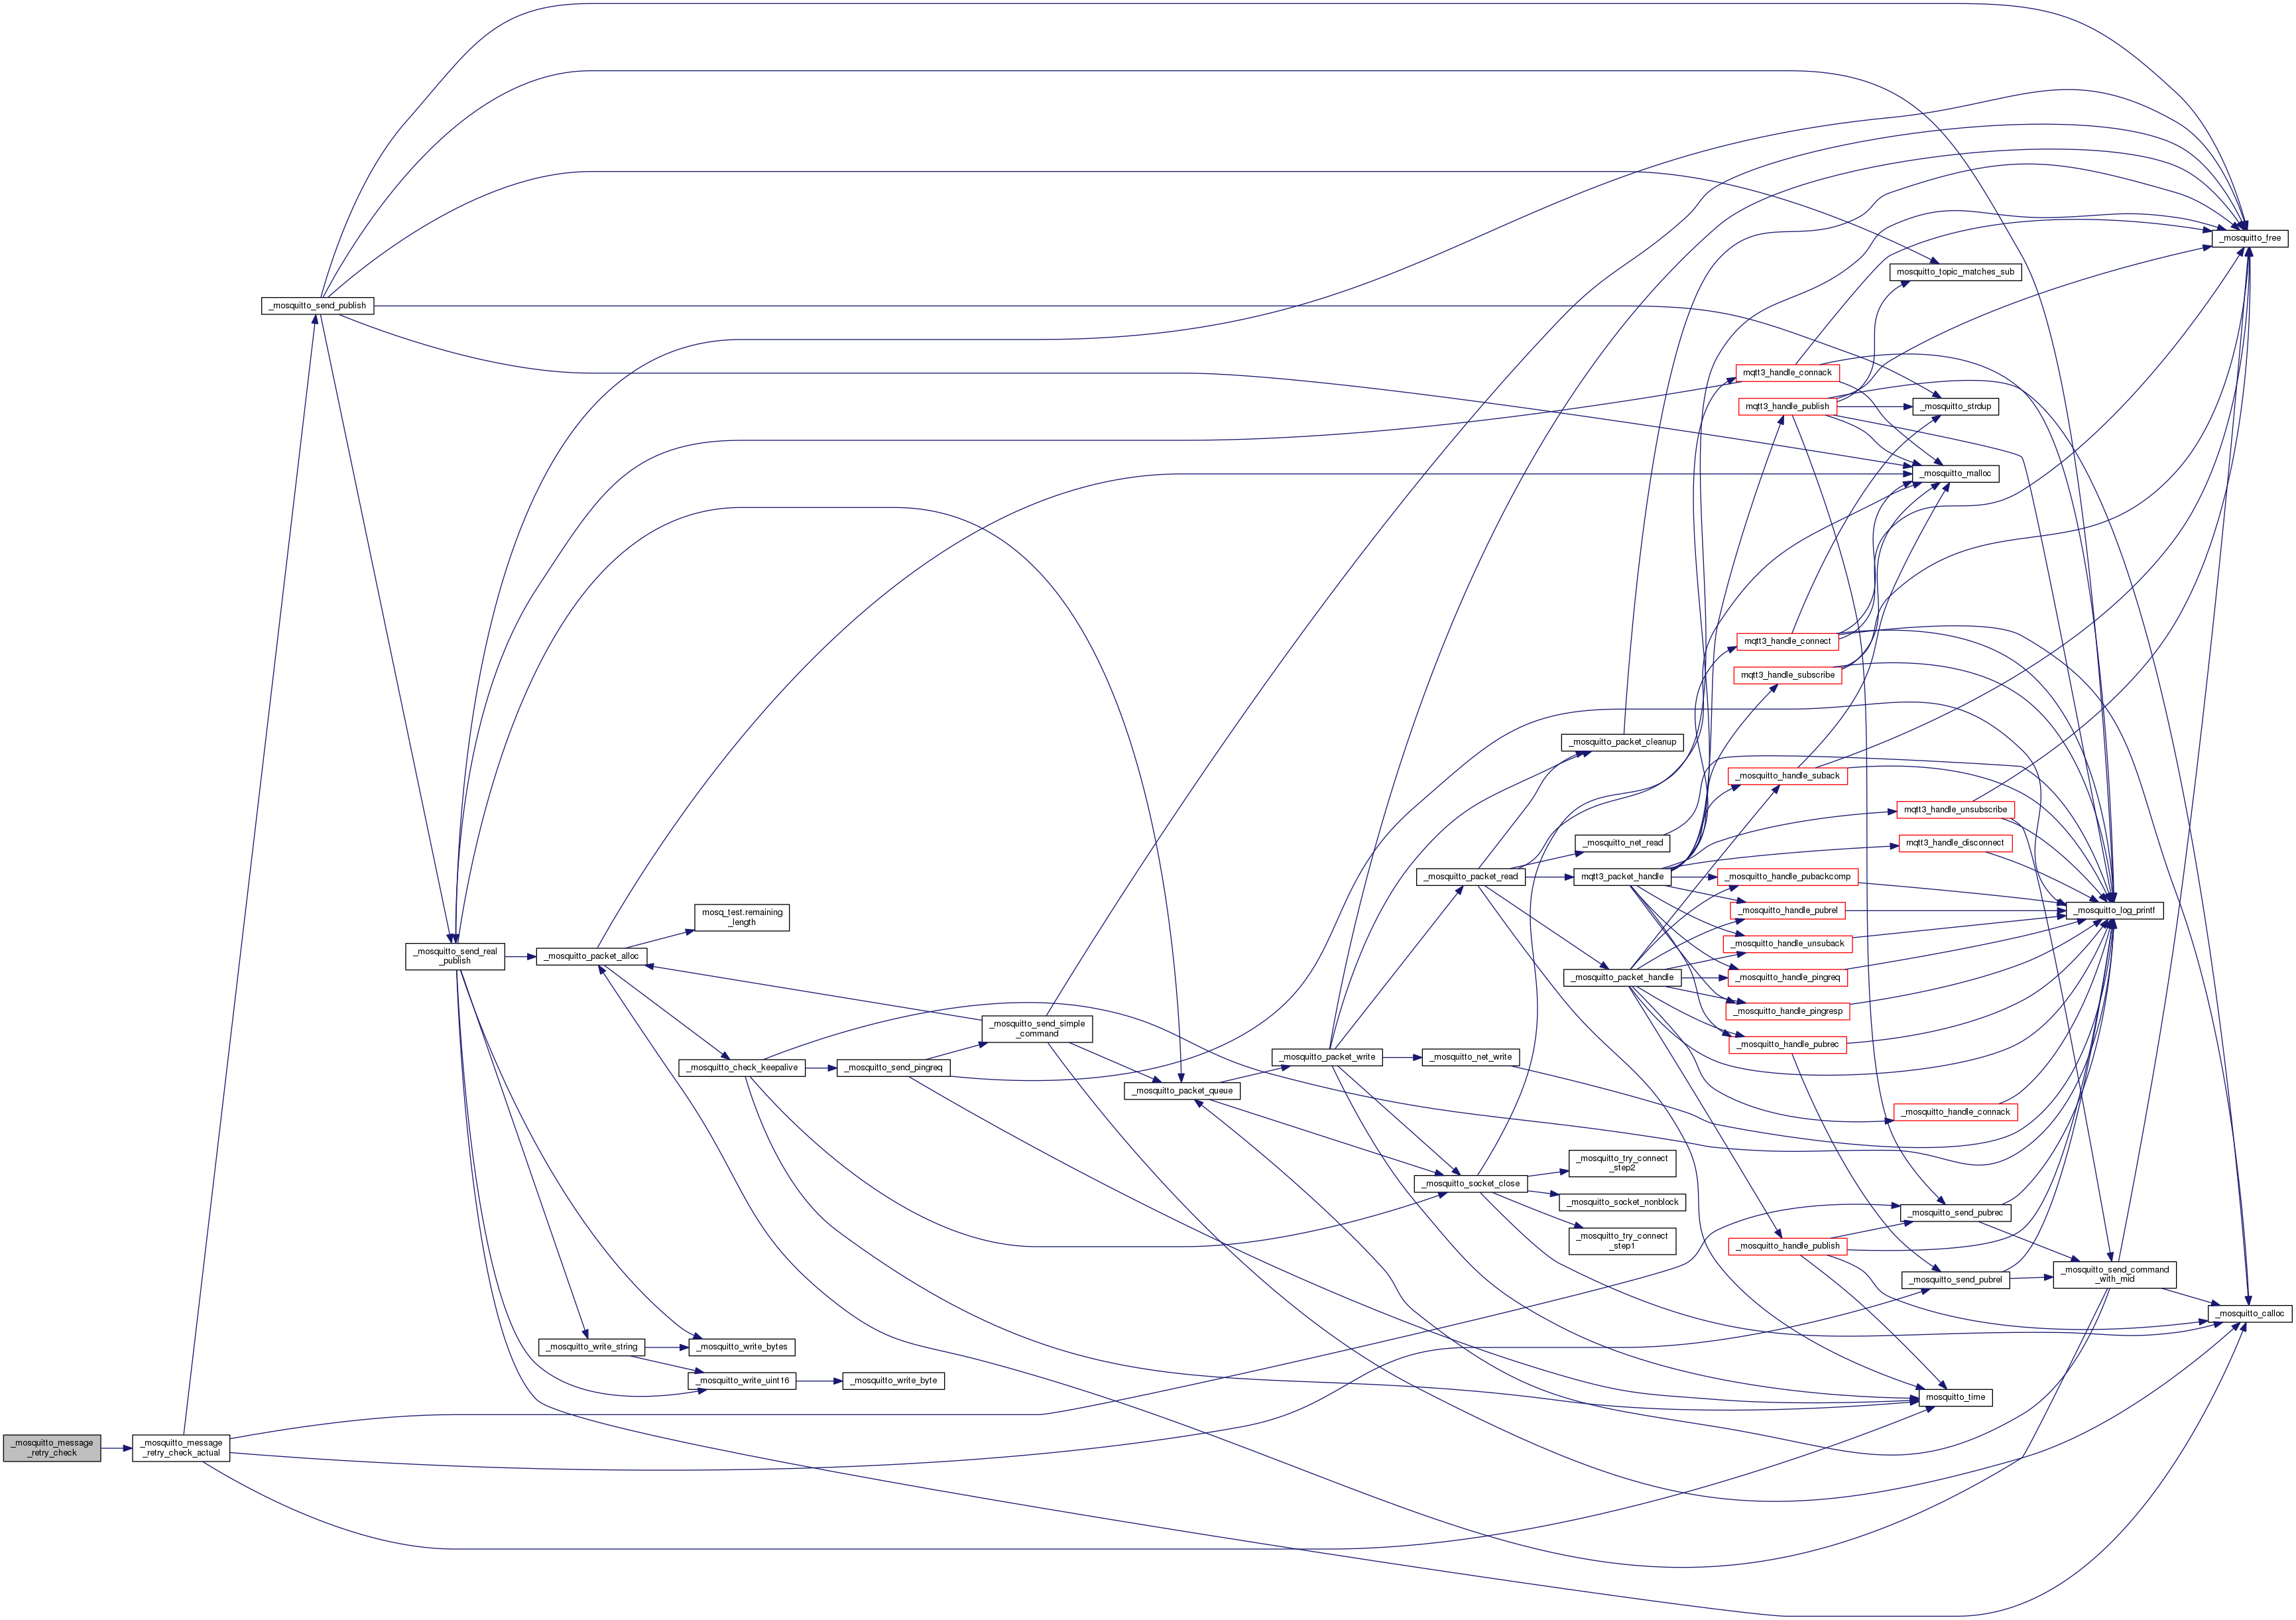 _mosquitto_message
_retry_check
_mosquitto_message
_retry_check_actual
_mosquitto_send_publish
_mosquitto_send_real
_publish
_mosquitto_packet_alloc
_mosquitto_write_string
mosq_test.remaining
_length
_mosquitto_check_keepalive
_mosquitto_write_bytes
_mosquitto_write_uint16
_mosquitto_send_pingreq
_mosquitto_write_byte
_mosquitto_send_simple
_command
_mosquitto_packet_queue
_mosquitto_packet_write
_mosquitto_packet_read
_mosquitto_net_write
_mosquitto_socket_close
_mosquitto_packet_cleanup
_mosquitto_net_read
mqtt3_packet_handle
_mosquitto_packet_handle
_mosquitto_try_connect
_step2
_mosquitto_socket_nonblock
_mosquitto_try_connect
_step1
mqtt3_handle_connack
mqtt3_handle_publish
mqtt3_handle_connect
mqtt3_handle_subscribe
_mosquitto_handle_suback
_mosquitto_handle_pubackcomp
_mosquitto_handle_pubrel
_mosquitto_handle_unsuback
_mosquitto_handle_pingreq
_mosquitto_handle_pingresp
_mosquitto_handle_pubrec
_mosquitto_handle_publish
mosquitto_topic_matches_sub
_mosquitto_strdup
_mosquitto_malloc
mqtt3_handle_unsubscribe
mqtt3_handle_disconnect
_mosquitto_handle_connack
_mosquitto_send_pubrec
_mosquitto_send_pubrel
mosquitto_time
_mosquitto_log_printf
_mosquitto_send_command
_with_mid
_mosquitto_free
_mosquitto_calloc